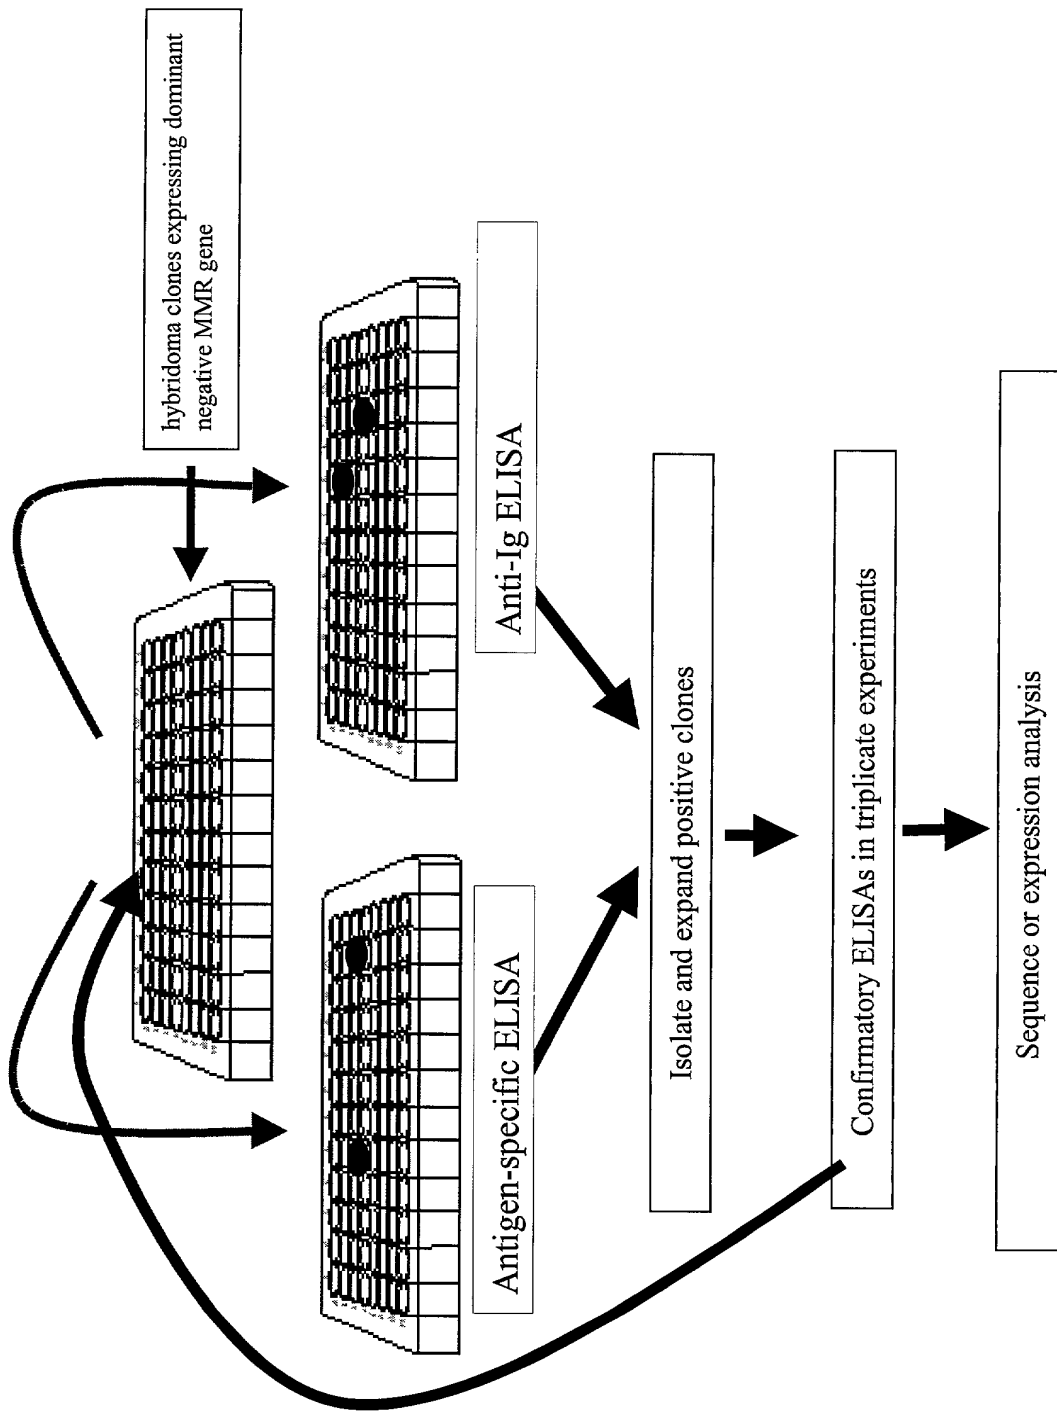 hybridoma clones expressing dominant
negative MMR gene
Antigen-specific ELISA
Anti-Ig ELISA
Isolate and expand positive clones
Confirmatory ELISAs in triplicate experiments
Sequence or expression analysis